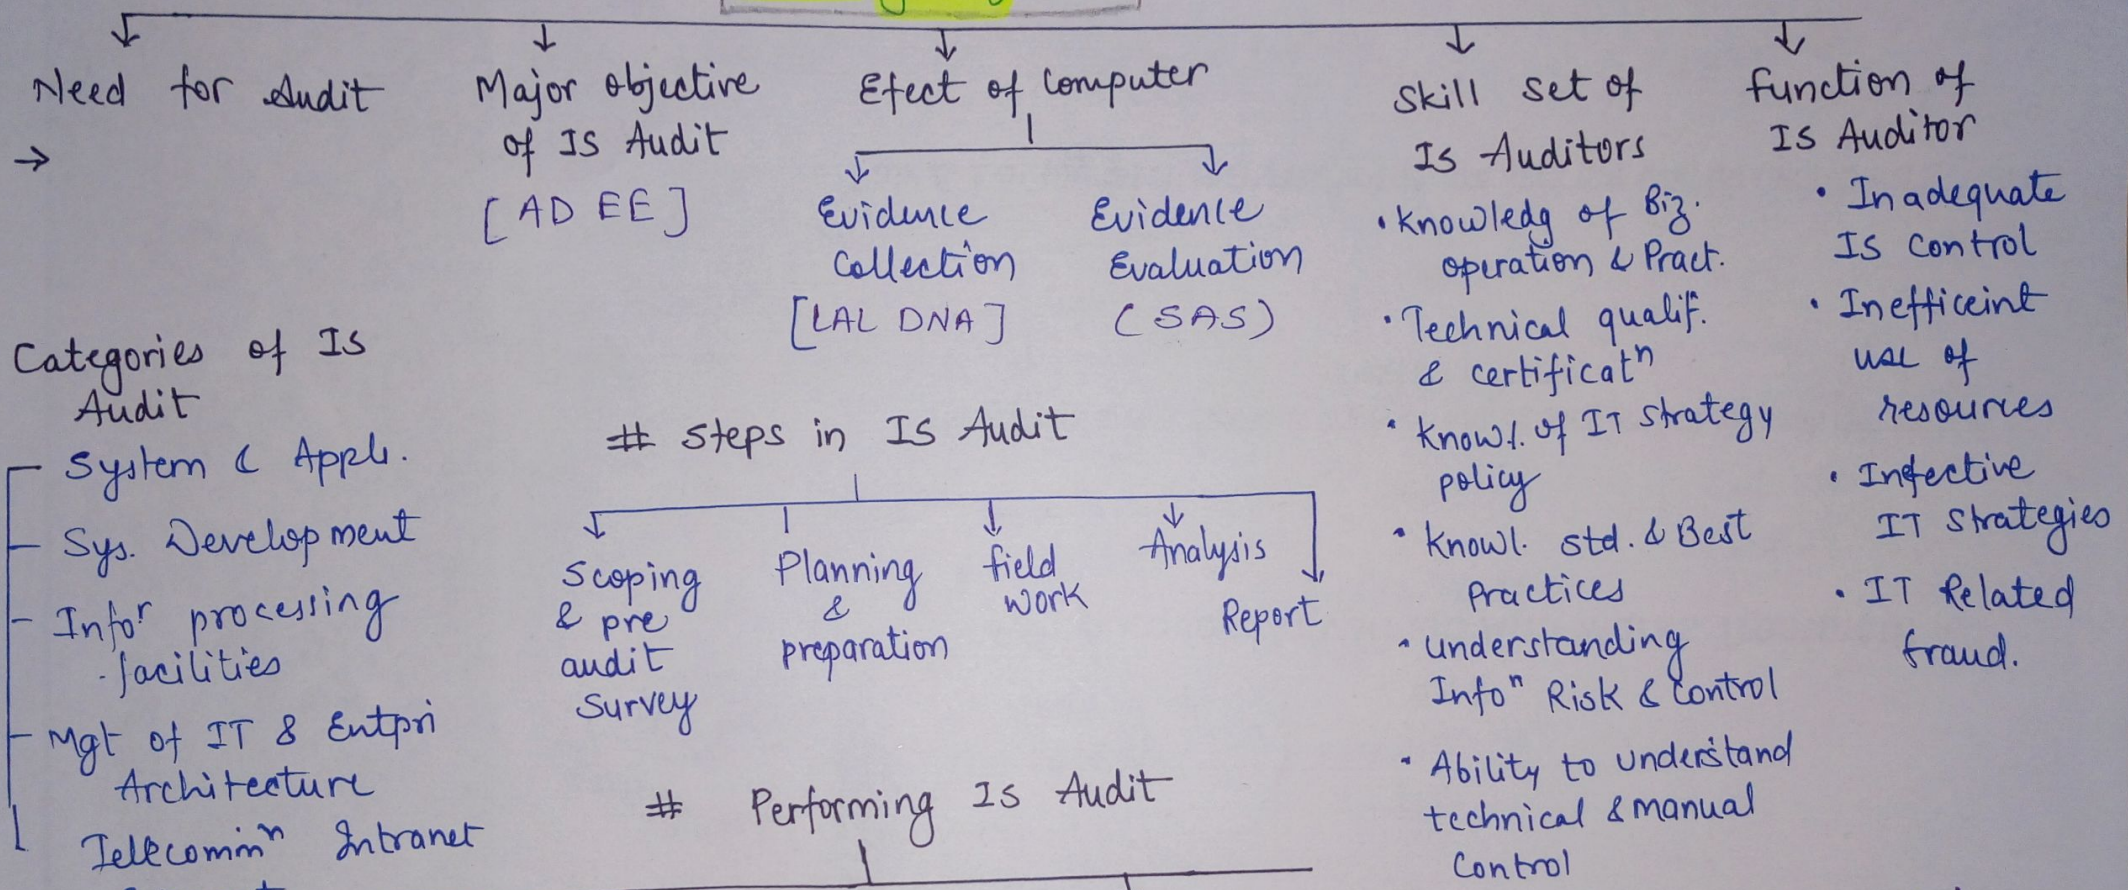 Need for Audit
→
Major objective
of IS Audit
[AD EE]
Efect of Computer
Evidence
Collection
[LAL DNA]
Evidence
Evaluation
(SAS)
Skill set of
IS Auditors
• Knowledg of Biz.
operation & Pract.
• Technical qualif.
& certificatⁿ
• Knowl. of IT strategy
policy
• Knowl. std. & Best
Practices
• understanding
Infoⁿ Risk & Control
• Ability to understand
technical & manual
Control
function of
IS Auditor
• Inadequate
IS Control
• Inefficeint
use of
resources
• Infective
IT Strategies
• IT Related
fraud.
Categories of IS
Audit
System & Appli.
Sys. Development
Infoʳ processing
facilities
Mgt of IT & Entpri
Architecture
Telecommⁿ Intranet
# Steps in IS Audit
Scoping
& pre
audit
Survey
Planning
&
preparation
field
work
Analysis
Report
# Performing IS Audit